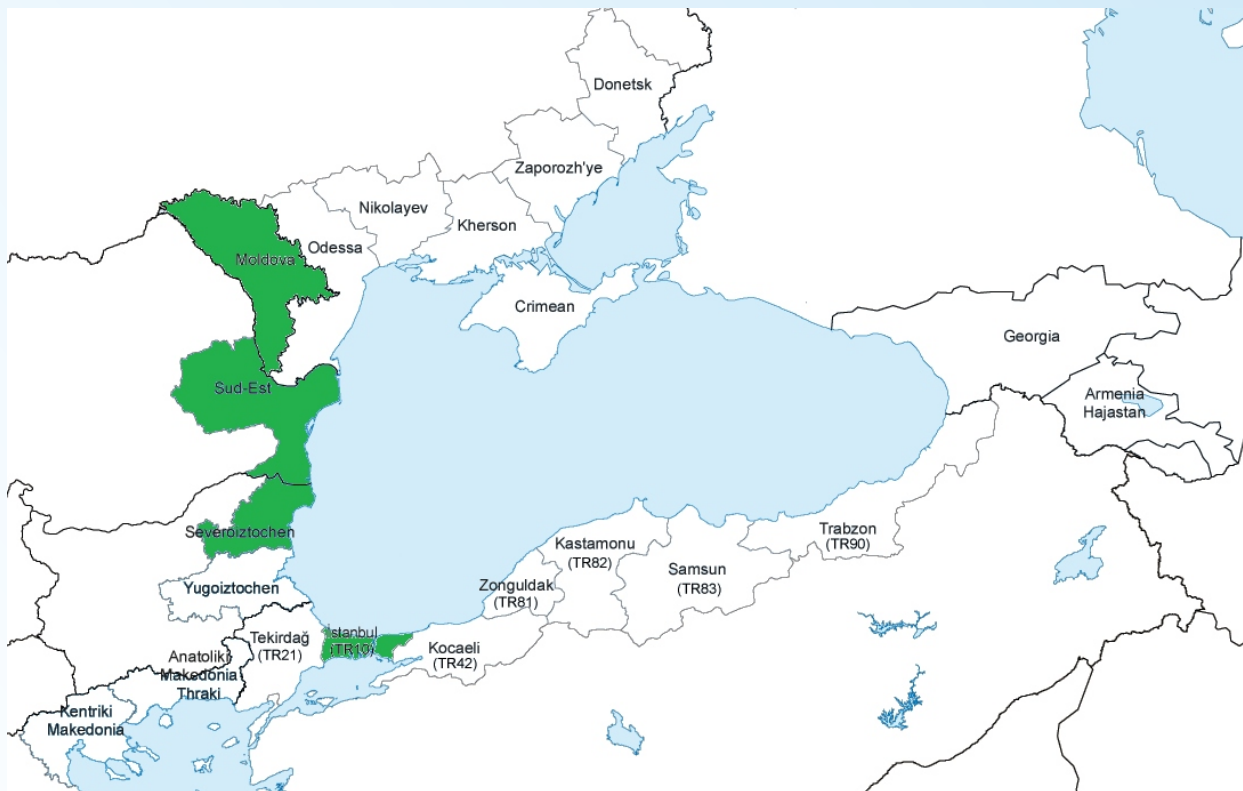 Donetsk
Zaporozh'ye
Nikolayev
Kherson
Odessa
Moldova
Crimean
Georgia
Sud-Est
Armenia
Hajastan
Severoiztochen
Trabzon
(TR90)
Kastamonu
(TR82)
Samsun
(TR83)
Yugoiztochen
Zonguldak
(TR81)
İstanbul
(TR10)
Tekirdağ
(TR21)
Kocaeli
(TR42)
Anatoliki
Makedonia
Thraki
Kentriki
Makedonia